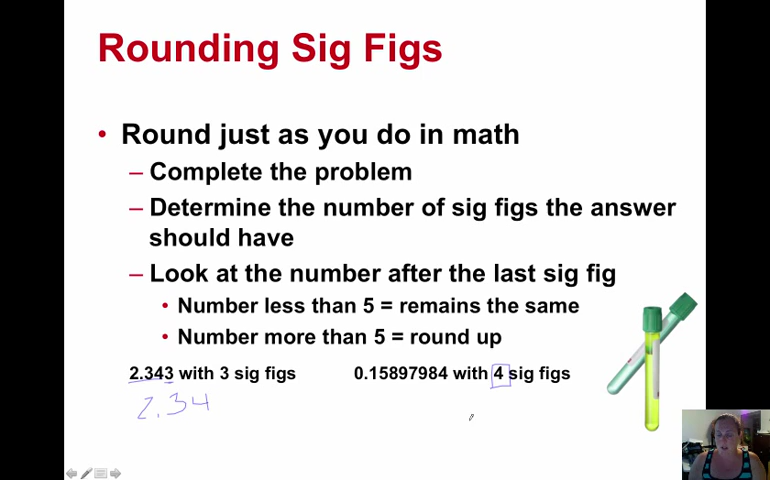 Rounding Sig Figs
• Round just as you do in math
– Complete the problem
– Determine the number of sig figs the answer
should have
– Look at the number after the last sig fig
• Number less than 5 = remains the same
• Number more than 5 = round up
2.343 with 3 sig figs
0.15897984 with 4 sig figs
2.34